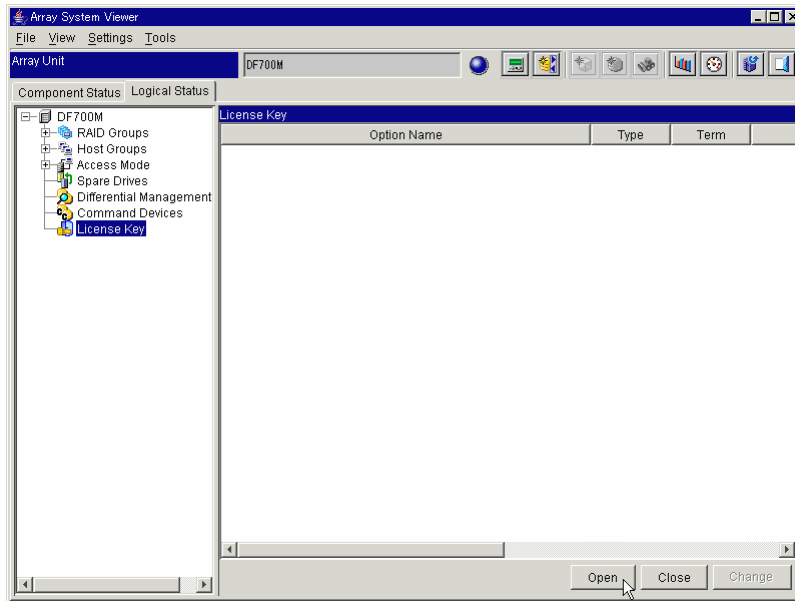 Array System Viewer
File View Settings Tools
Array Unit
DF700M
Component Status Logical Status
DF700M
RAID Groups
Host Groups
Access Mode
Spare Drives
Differential Management
Command Devices
License Key
License Key
Option Name Type Term
Open Close Change